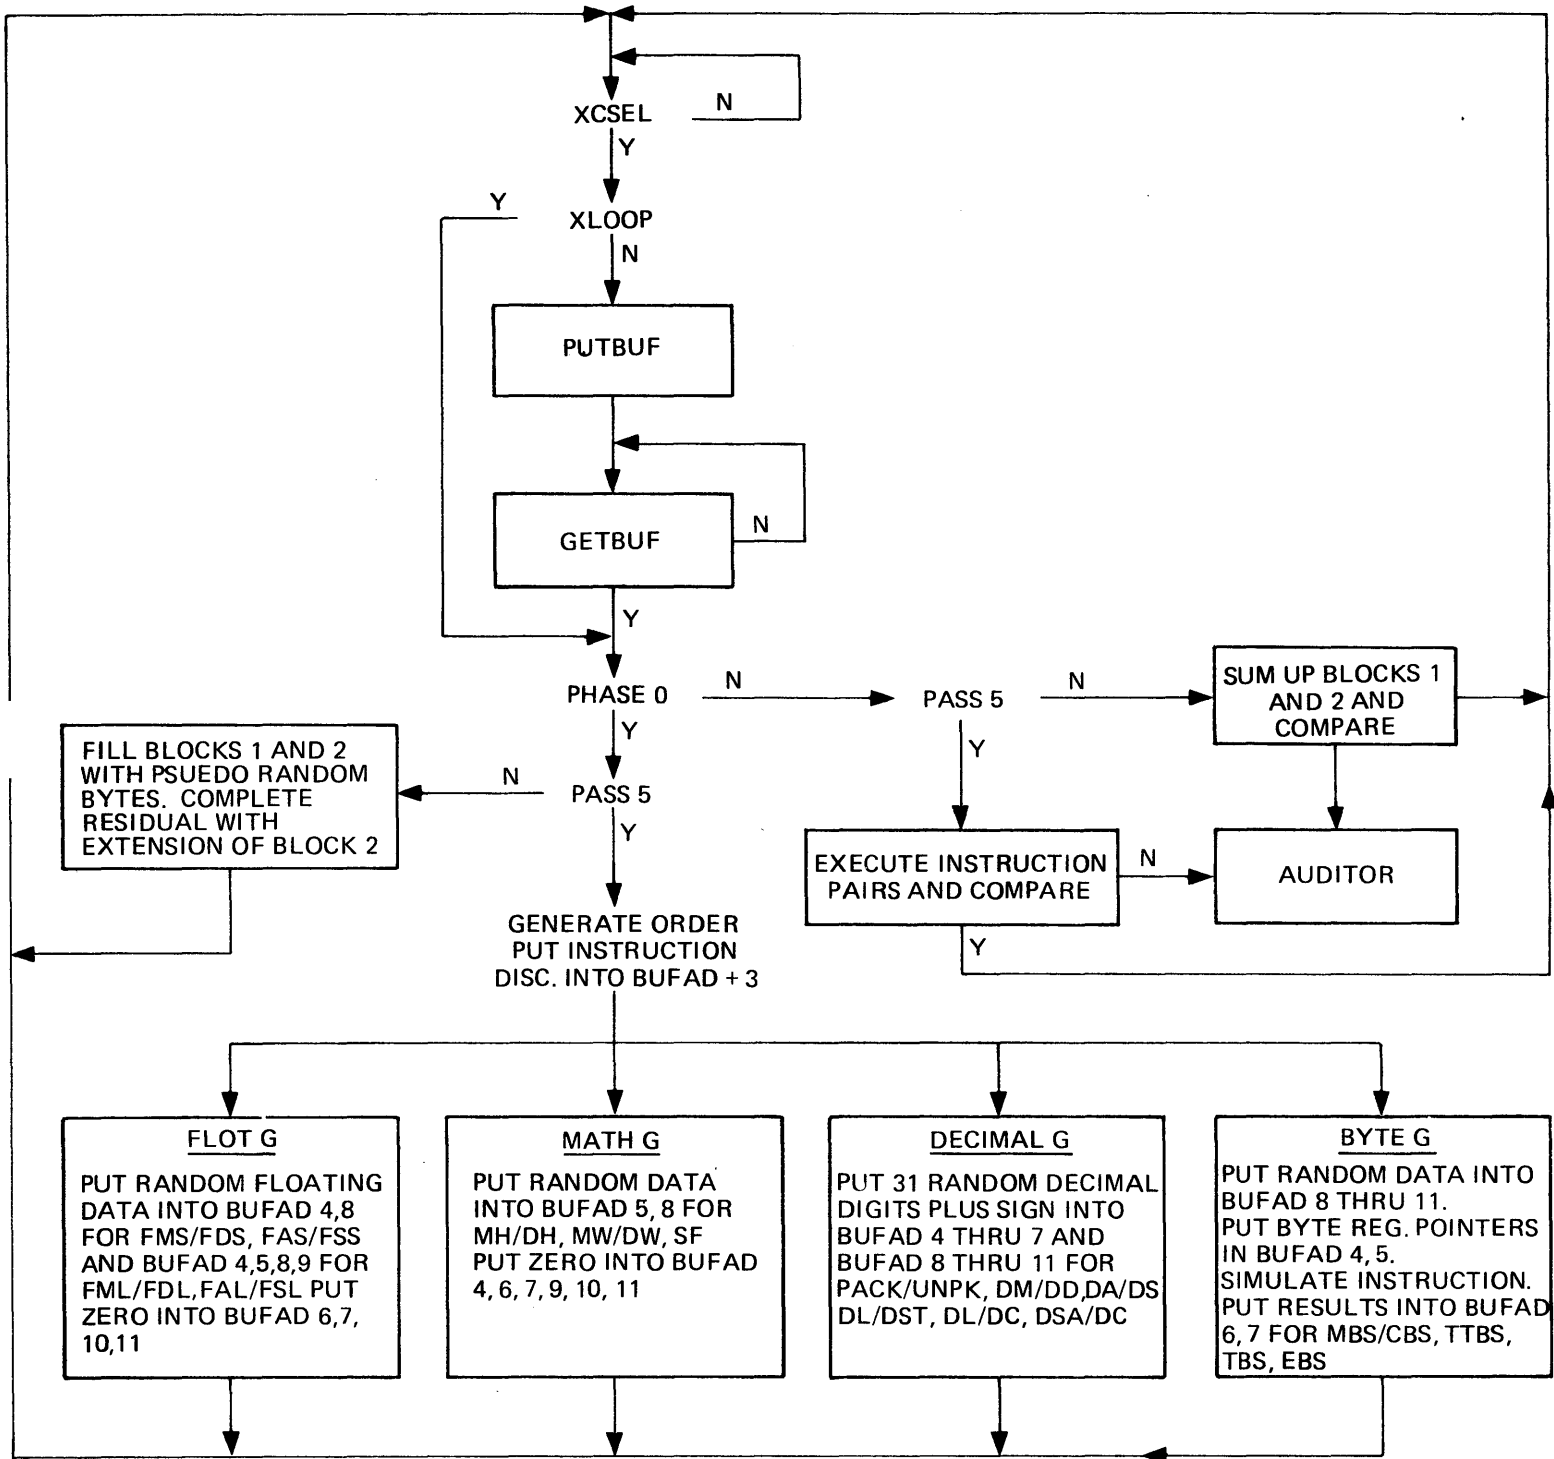 XCSEL
N
Y
Y
XLOOP
N
PUTBUF
GETBUF
N
Y
PHASE 0
N
PASS 5
N
SUM UP BLOCKS 1
AND 2 AND
COMPARE
Y
Y
FILL BLOCKS 1 AND 2
WITH PSUEDO RANDOM
BYTES. COMPLETE
RESIDUAL WITH
EXTENSION OF BLOCK 2
N
PASS 5
Y
EXECUTE INSTRUCTION
PAIRS AND COMPARE
N
AUDITOR
Y
GENERATE ORDER
PUT INSTRUCTION
DISC. INTO BUFAD + 3
FLOT G
PUT RANDOM FLOATING
DATA INTO BUFAD 4,8
FOR FMS/FDS, FAS/FSS
AND BUFAD 4,5,8,9 FOR
FML/FDL,FAL/FSL PUT
ZERO INTO BUFAD 6,7,
10,11
MATH G
PUT RANDOM DATA
INTO BUFAD 5, 8 FOR
MH/DH, MW/DW, SF
PUT ZERO INTO BUFAD
4, 6, 7, 9, 10, 11
DECIMAL G
PUT 31 RANDOM DECIMAL
DIGITS PLUS SIGN INTO
BUFAD 4 THRU 7 AND
BUFAD 8 THRU 11 FOR
PACK/UNPK, DM/DD,DA/DS
DL/DST, DL/DC, DSA/DC
BYTE G
PUT RANDOM DATA INTO
BUFAD 8 THRU 11.
PUT BYTE REG. POINTERS
IN BUFAD 4, 5.
SIMULATE INSTRUCTION.
PUT RESULTS INTO BUFAD
6, 7 FOR MBS/CBS, TTBS,
TBS, EBS